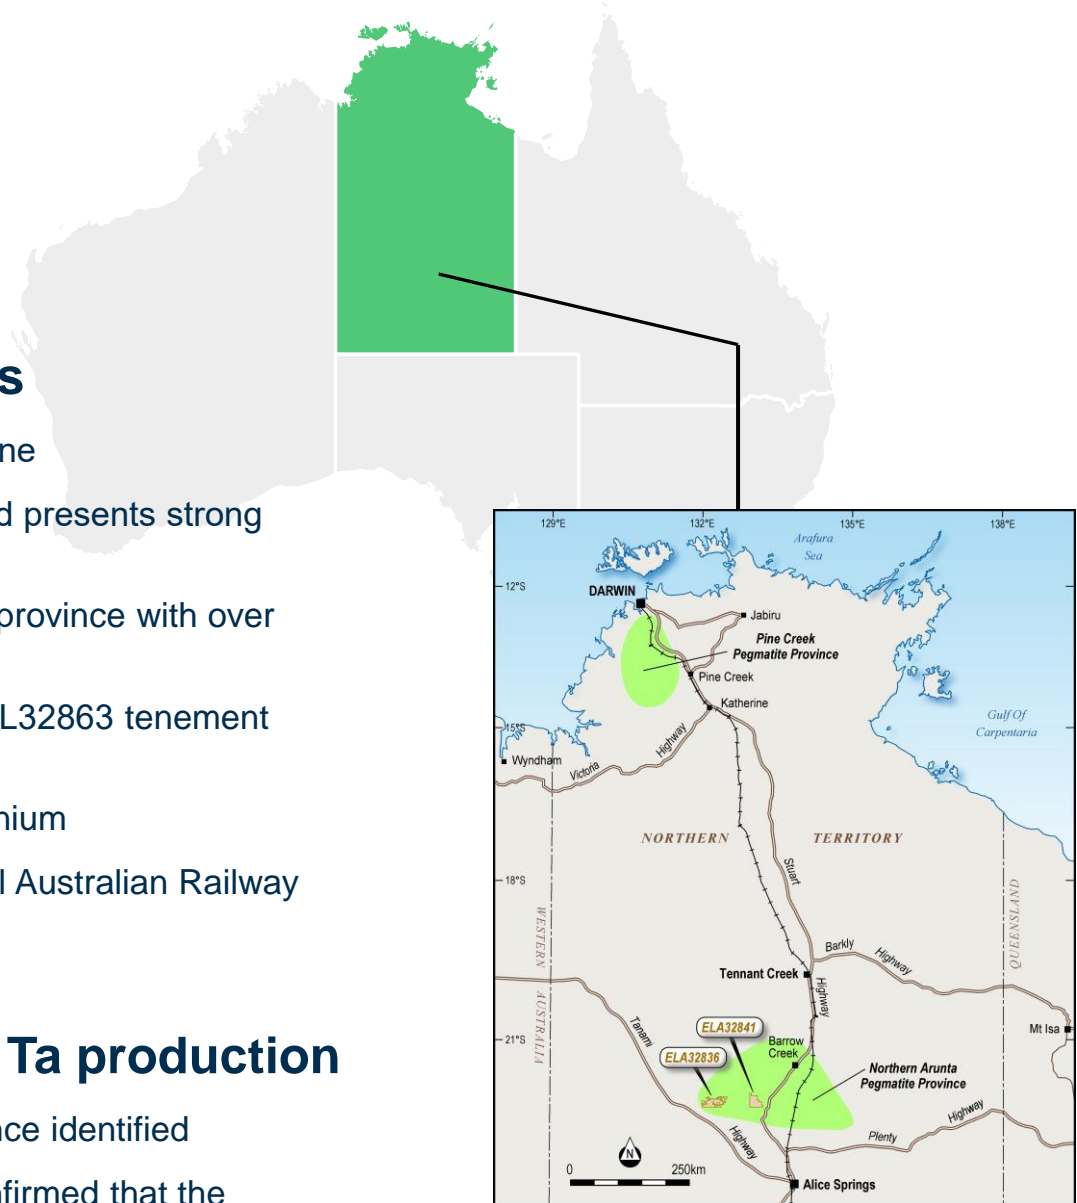 s
ne
d presents strong
province with over
L32863 tenement
nium
l Australian Railway
Ta production
nce identified
nfirmed that the
129°E 132°E 135°E 138°E
Arafura
Sea
12°S
DARWIN
Jabiru
Pine Creek
Pegmatite Province
Pine Creek
Katherine
Gulf Of
Carpentaria
15°S
Wyndham
Victoria Highway
NORTHERN TERRITORY
Stuart Highway
18°S
WESTERN AUSTRALIA
QUEENSLAND
Barkly Highway
Tennant Creek
Mt Isa
21°S
Tanami Highway
ELA32841
ELA32836
Barrow
Creek
Northern Arunta
Pegmatite Province
Plenty Highway
N
0 250km
Alice Springs